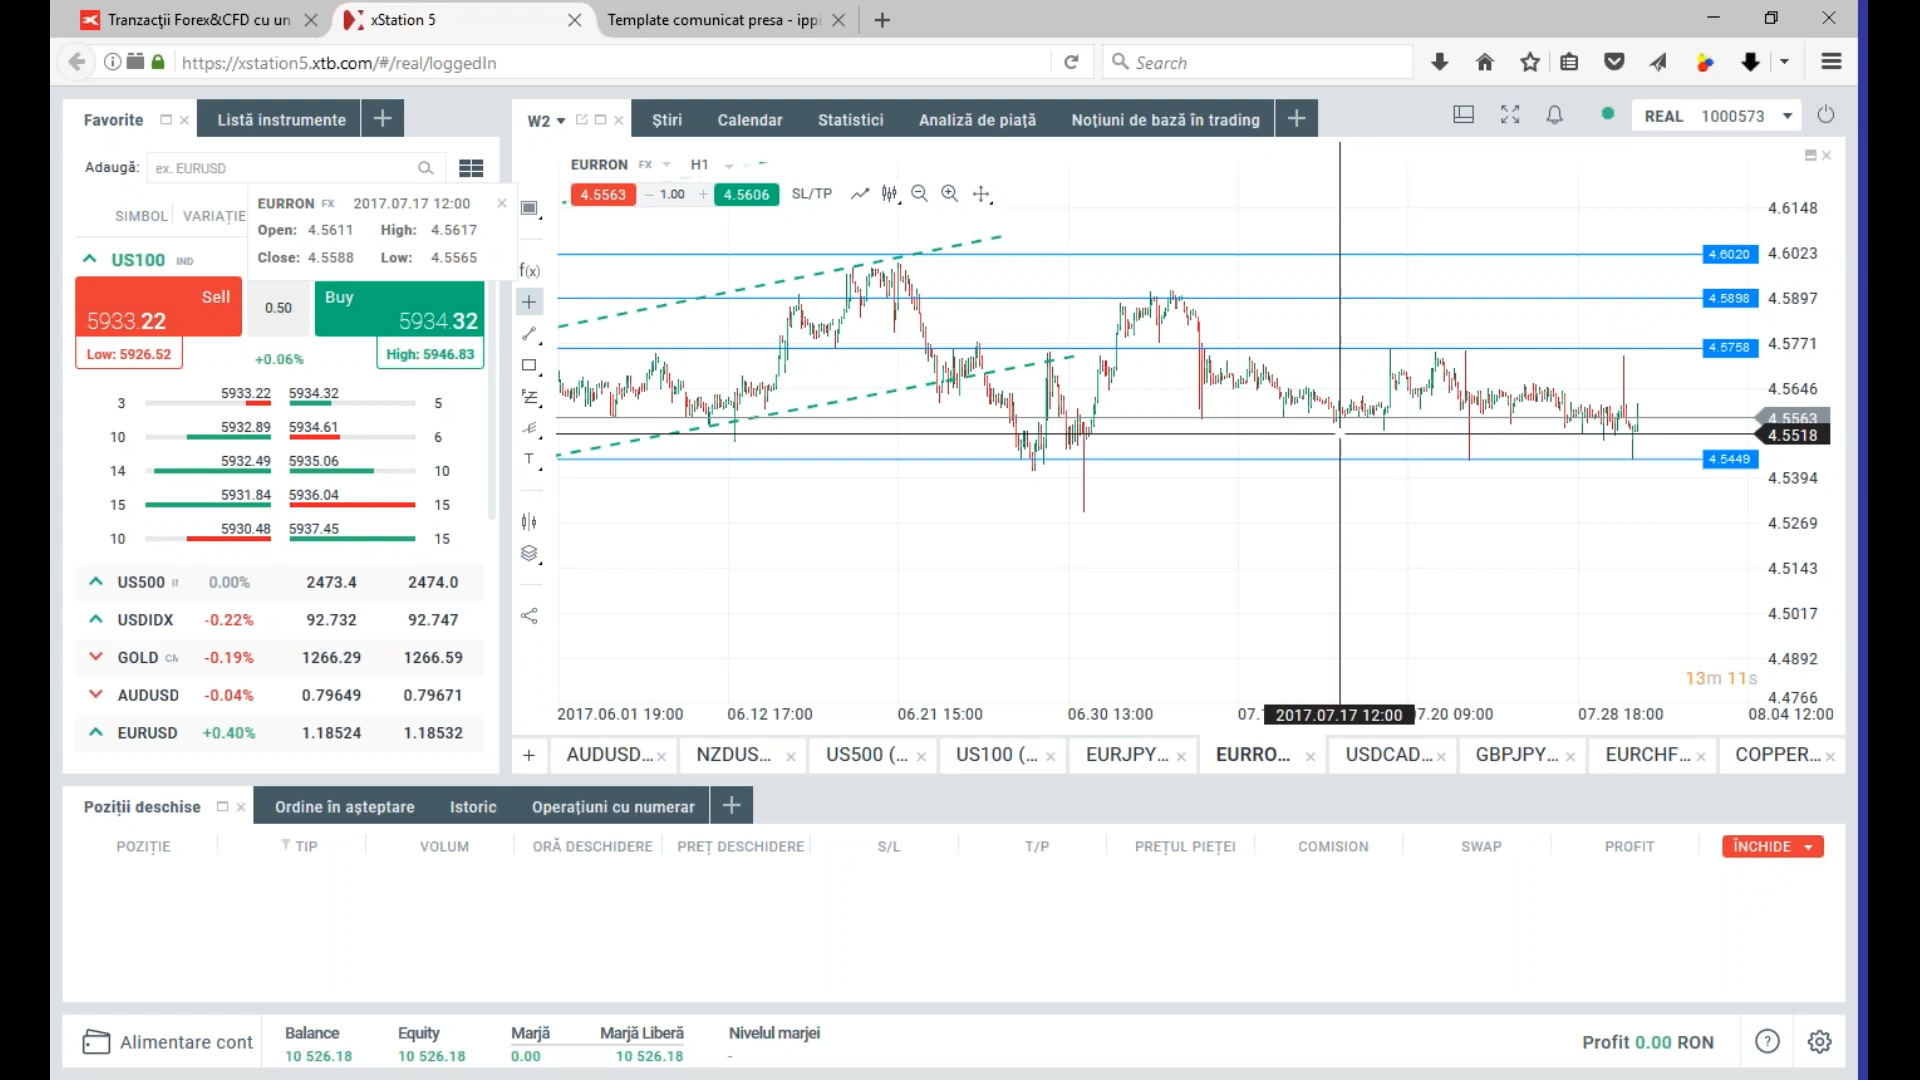 Tranzacţii Forex&CFD cu un
xStation 5
Template comunicat presa - ippi
https://xstation5.xtb.com/#/real/loggedIn
Search
Favorite
Listă instrumente
Adaugă:
ex. EURUSD
SIMBOL
VARIAȚIE
EURRON FX 2017.07.17 12:00
Open: 4.5611 High: 4.5617
Close: 4.5588 Low: 4.5565
US100 IND
Sell
5933.22
0.50
Buy
5934.32
Low: 5926.52
+0.06%
High: 5946.83
3 5933.22 5934.32 5
10 5932.89 5934.61 6
14 5932.49 5935.06 10
15 5931.84 5936.04 15
10 5930.48 5937.45 15
US500 0.00% 2473.4 2474.0
USDIDX -0.22% 92.732 92.747
GOLD -0.19% 1266.29 1266.59
AUDUSD -0.04% 0.79649 0.79671
EURUSD +0.40% 1.18524 1.18532
W2
Știri
Calendar
Statistici
Analiză de piață
Noțiuni de bază în trading
REAL 1000573
EURRON FX H1
4.5563 1.00 4.5606 SL/TP
f(x)
T
4.6148
4.6020 4.6023
4.5898 4.5897
4.5758 4.5771
4.5646
4.5563
4.5518
4.5449
4.5394
4.5269
4.5143
4.5017
4.4892
13m 11s
4.4766
2017.06.01 19:00 06.12 17:00 06.21 15:00 06.30 13:00 07. 2017.07.17 12:00 7.20 09:00 07.28 18:00 08.04 12:00
AUDUSD...
NZDUS...
US500 (...
US100 (...
EURJPY...
EURRO...
USDCAD...
GBPJPY...
EURCHF...
COPPER...
Poziții deschise
Ordine în așteptare
Istoric
Operațiuni cu numerar
POZIȚIE
TIP
VOLUM
ORĂ DESCHIDERE
PREȚ DESCHIDERE
S/L
T/P
PREȚUL PIEȚEI
COMISION
SWAP
PROFIT
ÎNCHIDE
Alimentare cont
Balance Equity Marjă Marjă Liberă Nivelul marjei
10 526.18 10 526.18 0.00 10 526.18 -
Profit 0.00 RON